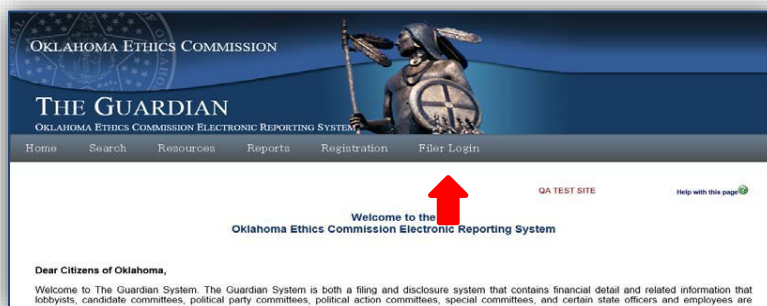 OKLAHOMA ETHICS COMMISSION
THE GUARDIAN
OKLAHOMA ETHICS COMMISSION ELECTRONIC REPORTING SYSTEM
Home Search Resources Reports Registration Filer Login
QA TEST SITE Help with this page
Welcome to the
Oklahoma Ethics Commission Electronic Reporting System
Dear Citizens of Oklahoma,
Welcome to The Guardian System. The Guardian System is both a filing and disclosure system that contains financial detail and related information that
lobbyists, candidate committees, political party committees, political action committees, special committees, and certain state officers and employees are